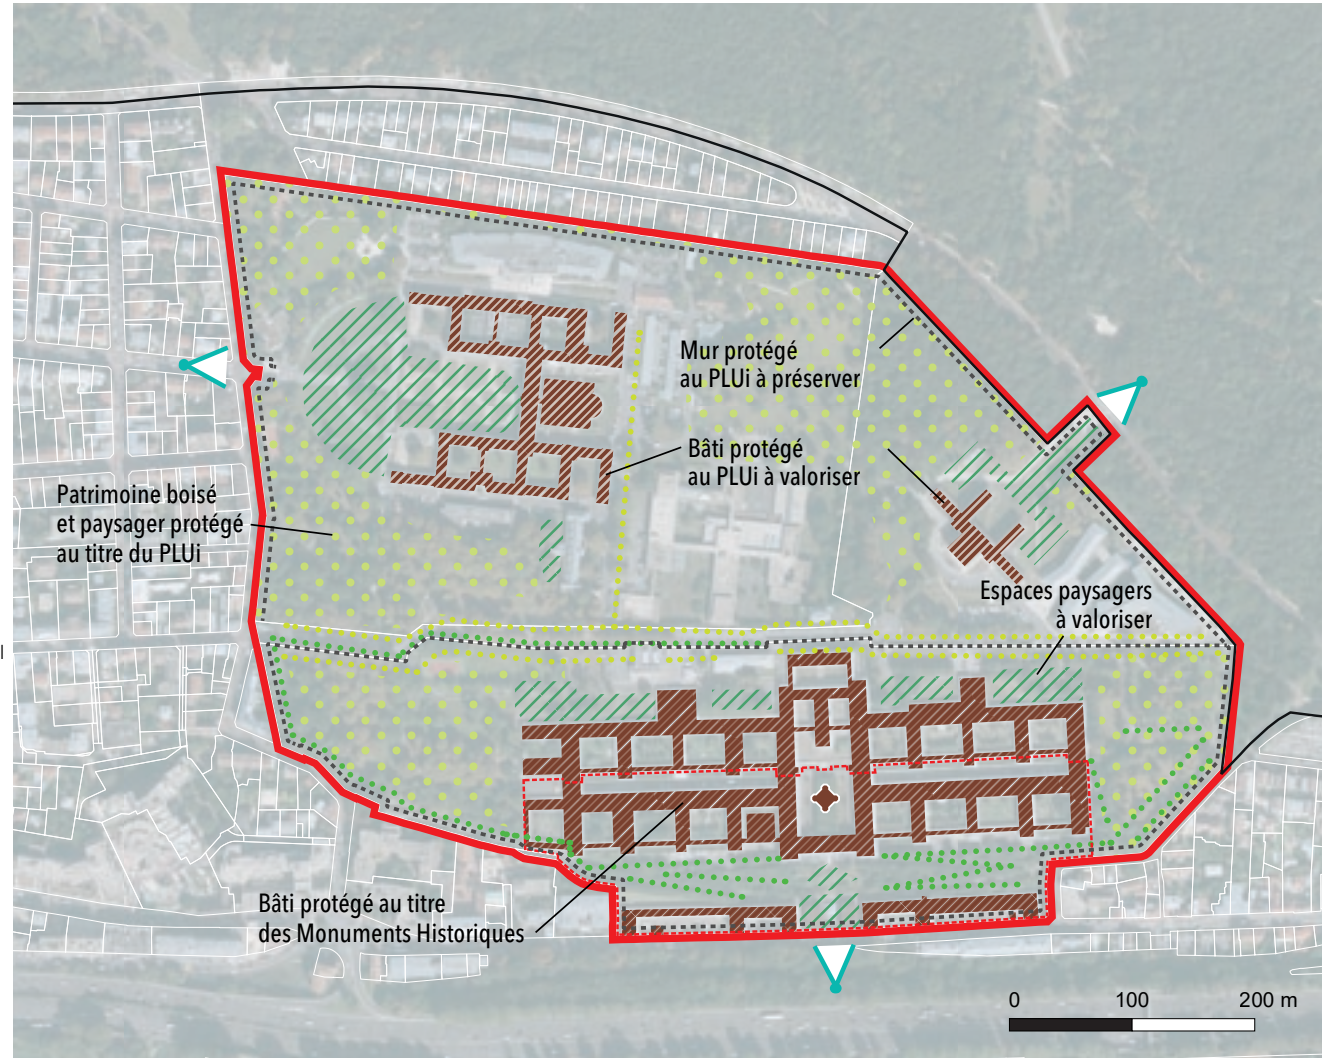 Mur protégé
au PLUi à préserver
Bâti protégé
au PLUi à valoriser
Patrimoine boisé
et paysager protégé
au titre du PLUi
Espaces paysagers
à valoriser
Bâti protégé au titre
des Monuments Historiques
0 100 200 m